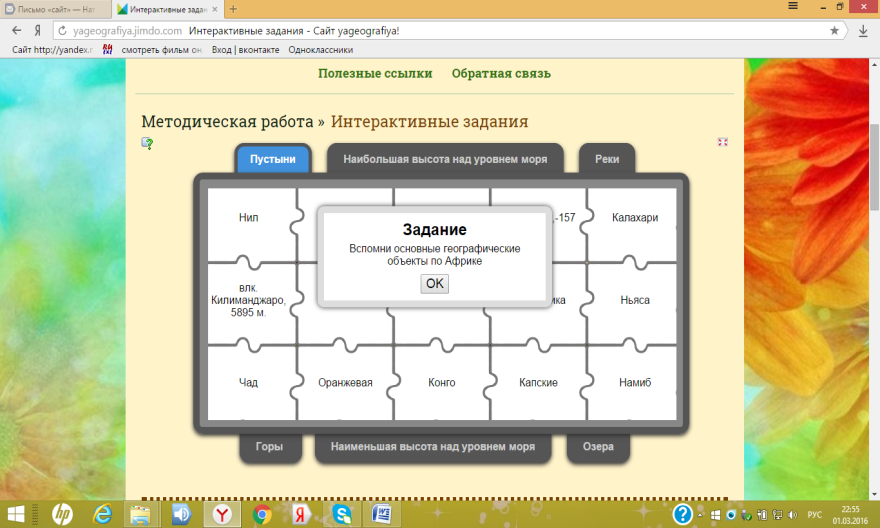 Письмо «сайт» — Нат
Интерактивные задан
yageografiya.jimdo.com Интерактивные задания - Сайт yageografiya!
Сайт http://yandex.r смотреть фильм он Вход | вконтакте Одноклассники
Полезные ссылки Обратная связь
Методическая работа » Интерактивные задания
Пустыни Наибольшая высота над уровнем моря Реки
Нил -157 Калахари
Задание
Вспомни основные географические
объекты по Африке
OK
влк.
Килиманджаро,
5895 м.
ика Ньяса
Чад Оранжевая Конго Капские Намиб
Горы Наименьшая высота над уровнем моря Озера
РУС
22:55
01.03.2016